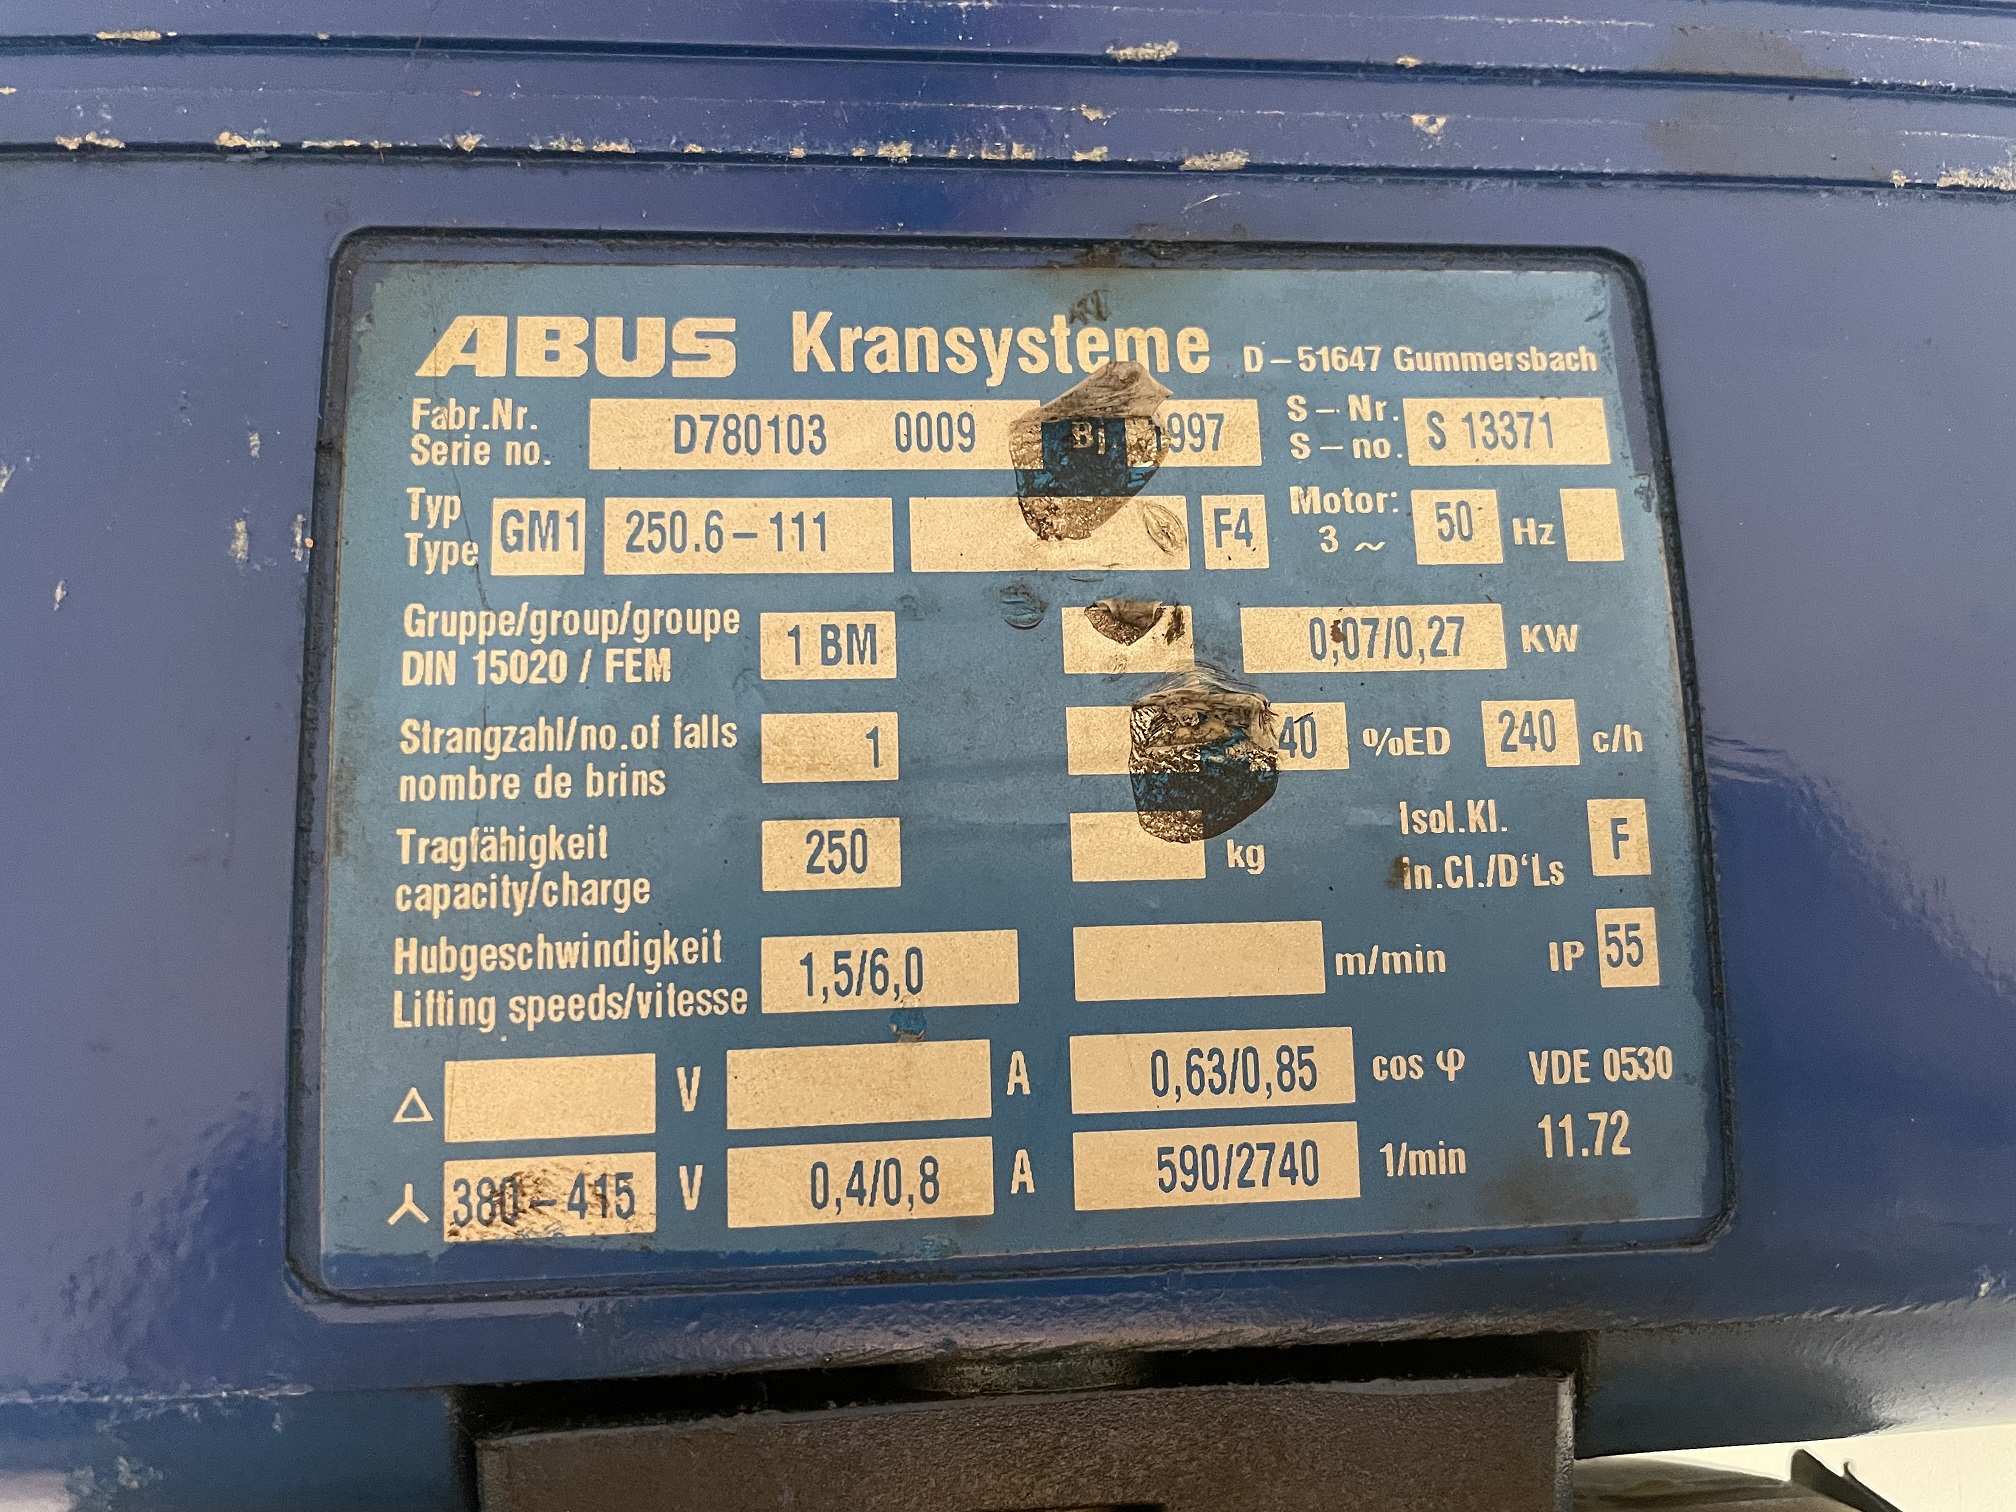 ABUS Kransysteme D-51647 Gummersbach
Fabr.Nr. D780103 0009 Bj 1997 S-Nr. S 13371
Serie no. S-no.
Typ GM1 250.6-111 F4 Motor: 50 Hz
Type 3 ~
Gruppe/group/groupe 1 BM 0,07/0,27 KW
DIN 15020 / FEM
Strangzahl/no.of falls 1 40 %ED 240 c/h
nombre de brins
Tragfähigkeit 250 kg Isol.Kl. F
capacity/charge in.Cl./D'Ls
Hubgeschwindigkeit 1,5/6,0 m/min IP 55
Lifting speeds/vitesse
△ V A 0,63/0,85 cos φ VDE 0530
380-415 V 0,4/0,8 A 590/2740 1/min 11.72